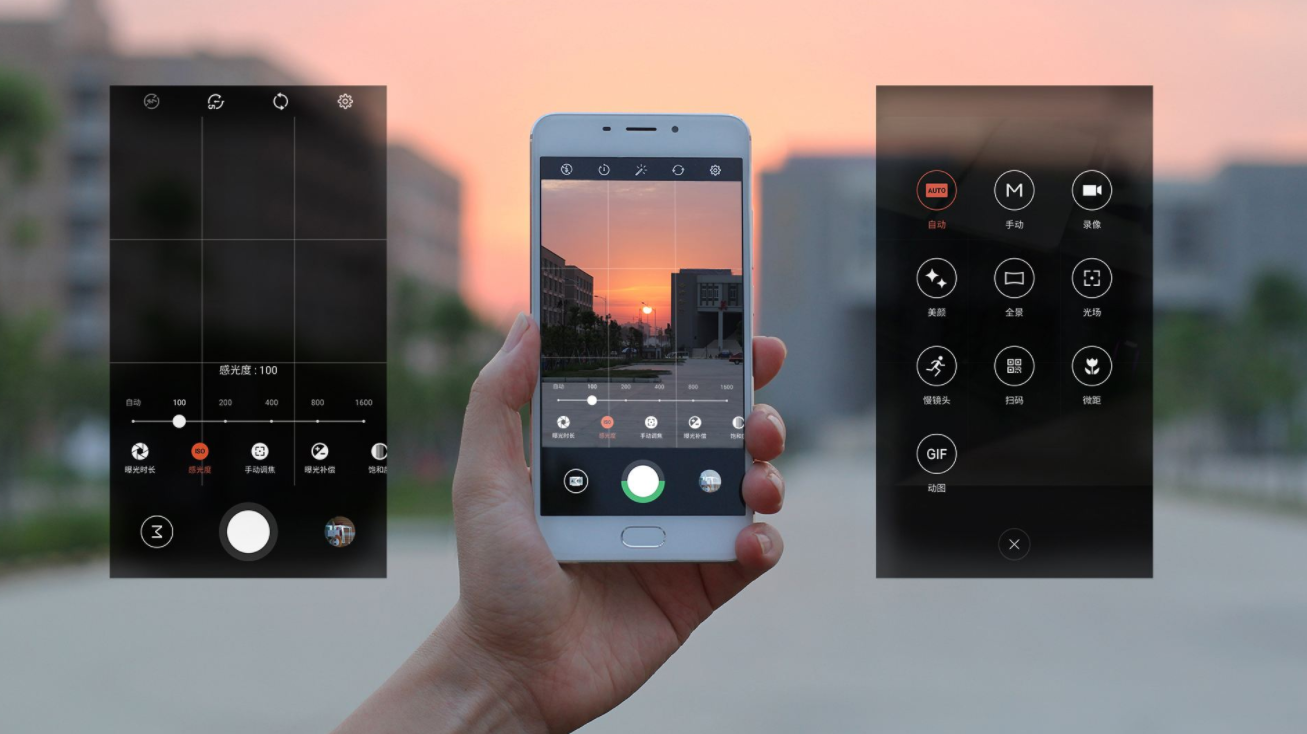 感光度 : 100
自动 100 200 400 800 1600
ISO
曝光时长 感光度 手动调焦 曝光补偿 饱和
M
自动 100 200 400 800 1600
曝光时长 感光度 手动调焦 曝光补偿 饱和
AUTO M
自动 手动 录像
美颜 全景 光场
慢镜头 扫码 微距
GIF
动图